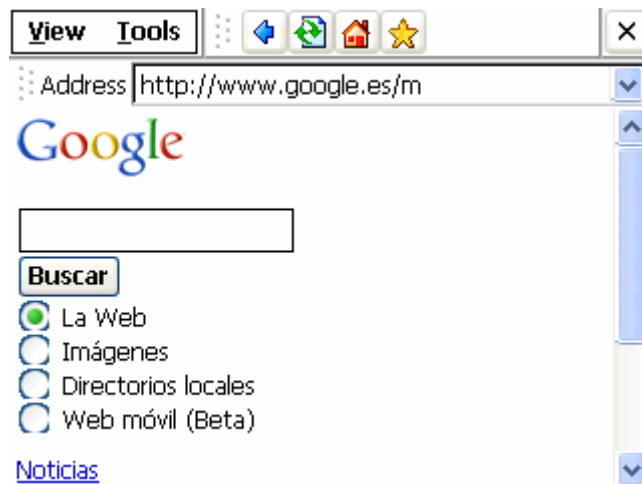 View Tools
Address http://www.google.es/m
Google
Buscar
La Web
Imágenes
Directorios locales
Web móvil (Beta)
Noticias